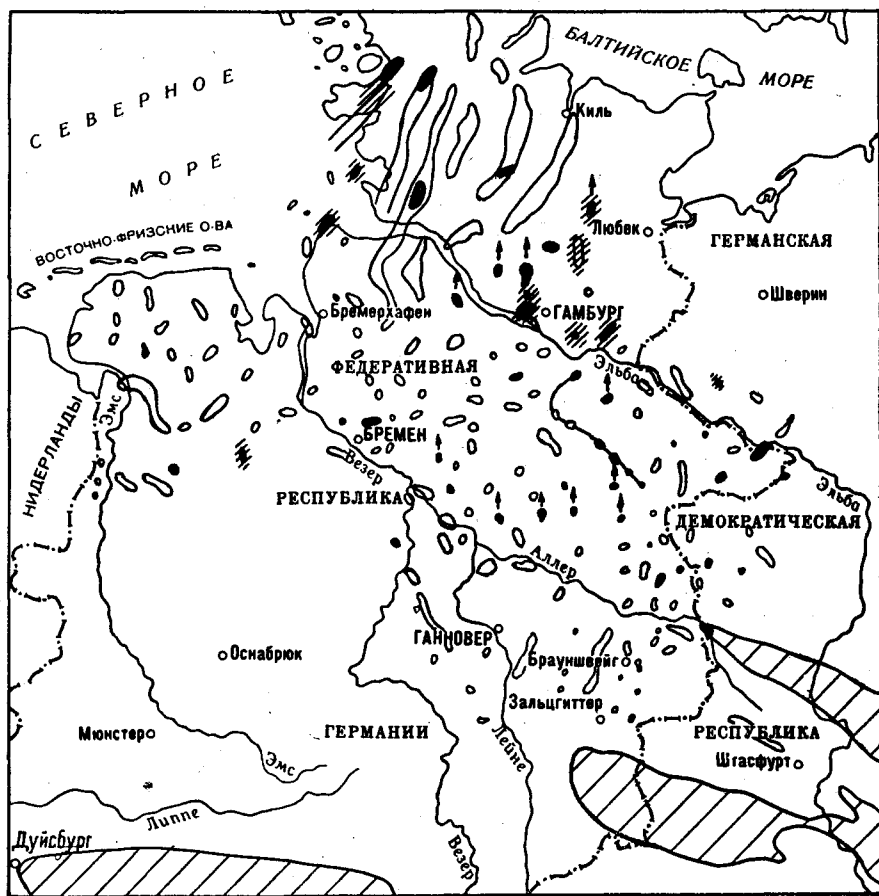 БАЛТИЙСКОЕ
МОРЕ
СЕВЕРНОЕ
МОРЕ
Киль
ВОСТОЧНО-ФРИЗСНИЕ О-ВА
Любек
ГЕРМАНСКАЯ
Шверин
Бремерхафен
ГАМБУРГ
ФЕДЕРАТИВНАЯ
Эльба
НИДЕРЛАНДЫ
Эмс
БРЕМЕН
Везер
РЕСПУБЛИКА
Эльба
ДЕМОКРАТИЧЕСКАЯ
Аллер
ГАННОВЕР
Оснабрюк
Брауншвейг
Зальцгиттер
Мюнстер
ГЕРМАНИИ
Лейне
РЕСПУБЛИКА
Штасфурт
Эмс
Липпе
Дуйсбург
Везер